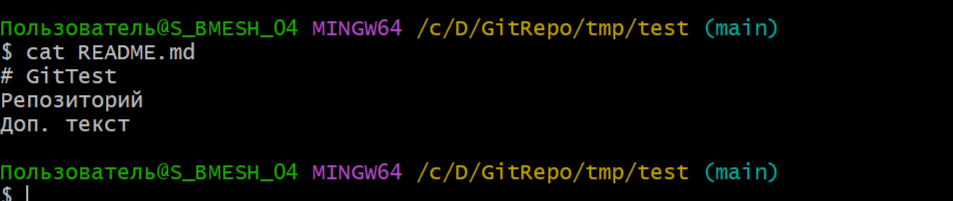 Пользователь@S_BMESH_04 MINGW64 /c/D/GitRepo/tmp/test (main)
$ cat README.md
# GitTest
Репозиторий
Доп. текст
Пользователь@S_BMESH_04 MINGW64 /c/D/GitRepo/tmp/test (main)
$